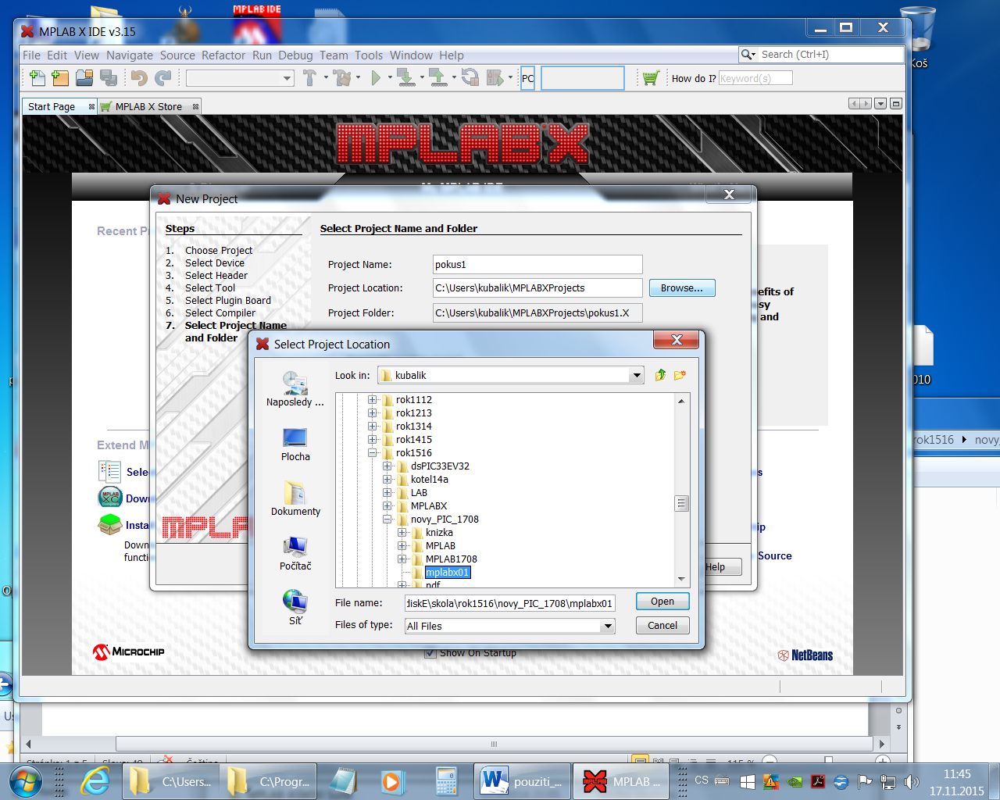 MPLAB IDE
MPLAB X IDE v3.15
Koš
File Edit View Navigate Source Refactor Run Debug Team Tools Window Help
Search (Ctrl+I)
PC
How do I? Keyword(s)
Start Page
MPLAB X Store
MPLAB X
New Project
Recent
Steps
1. Choose Project
2. Select Device
3. Select Header
4. Select Tool
5. Select Plugin Board
6. Select Compiler
7. Select Project Name
and Folder
Select Project Name and Folder
Project Name: pokus1
Project Location: C:\Users\kubalik\MPLABXProjects Browse...
Project Folder: C:\Users\kubalik\MPLABXProjects\pokus1.X
efits of
sy
and
Select Project Location
Look in: kubalik
Naposledy ...
Plocha
Dokumenty
Počítač
Síť
rok1112
rok1213
rok1314
rok1415
rok1516
dsPIC33EV32
kotel14a
LAB
MPLABX
novy_PIC_1708
knizka
MPLAB
MPLAB1708
mplabx01
pdf
File name: diskE\skola\rok1516\novy_PIC_1708\mplabx01 Open
Files of type: All Files Cancel
Help
Extend M
Sele
Dow
Insta
Down
functi
Source
010
rok1516 novy_
MICROCHIP
Show On Startup
NetBeans
C:\Users...
C:\Progr...
pouziti_...
MPLAB ...
CS
11:45
17.11.2015